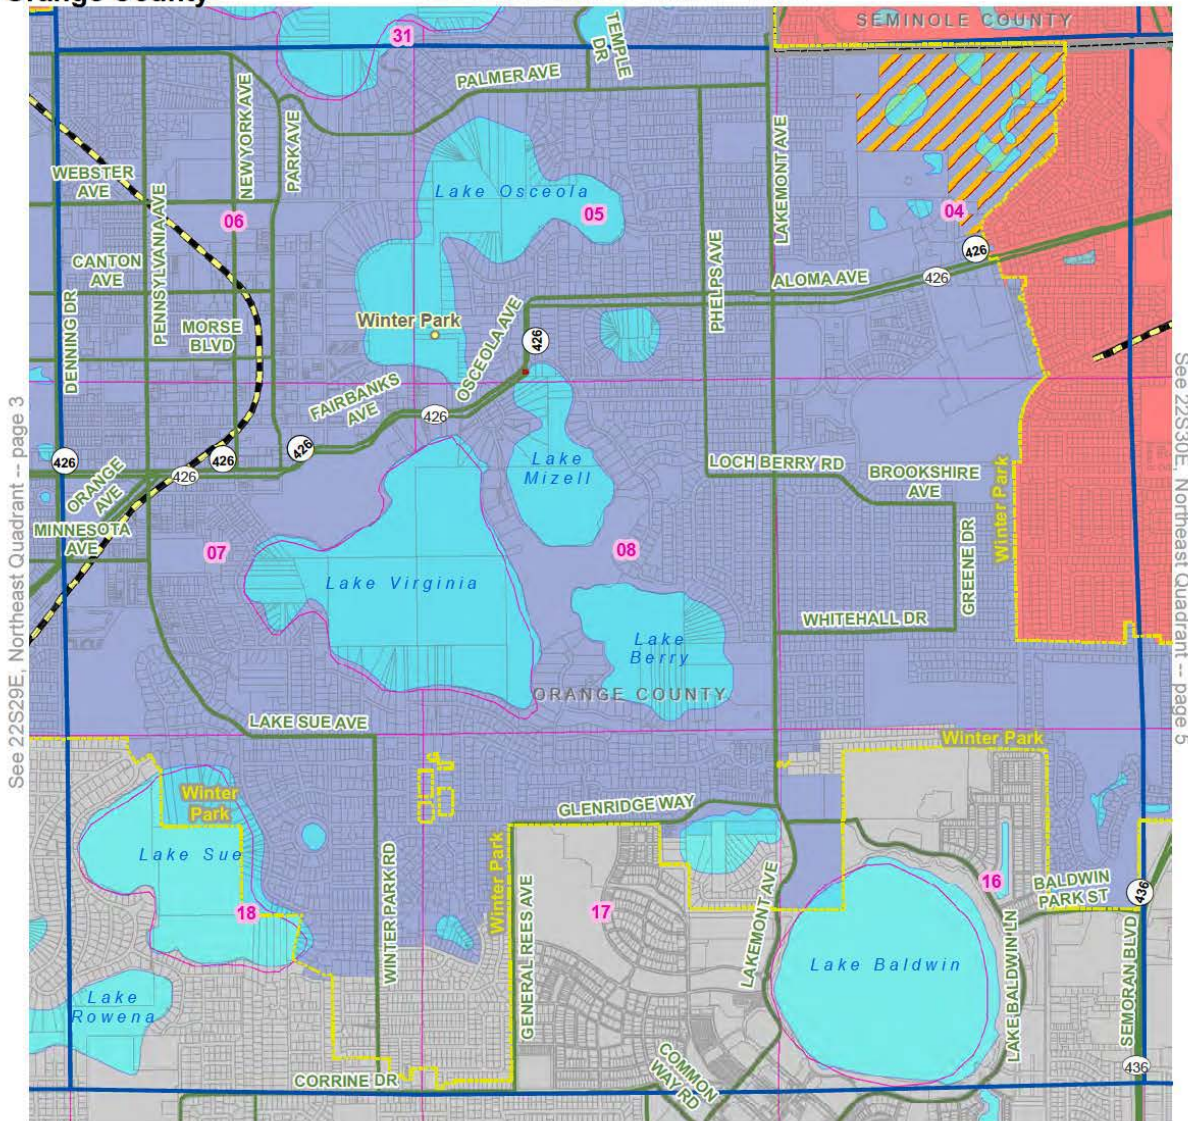 Orange County
SEMINOLE COUNTY
31
TEMPLE
DR
PALMER AVE
NEW YORK AVE
PARK AVE
LAKEMONT AVE
WEBSTER
AVE
Lake Osceola
05
04
06
PENNSYLVANIA AVE
PHELPS AVE
426
CANTON
AVE
ALOMA AVE
426
DENNING DR
MORSE
BLVD
Winter Park
OSCEOLA AVE
426
FAIRBANKS
AVE
426
See 22S29E, Northeast Quadrant -- page 3
See 22S30E, Northeast Quadrant -- page 5
426
426
426
426
ORANGE
AVE
Lake
Mizell
LOCH BERRY RD
BROOKSHIRE
AVE
Winter Park
MINNESOTA
AVE
07
08
GREENE DR
Lake Virginia
WHITEHALL DR
Lake
Berry
ORANGE COUNTY
LAKE SUE AVE
Winter Park
Winter
Park
GLENRIDGE WAY
Lake Sue
Winter Park
WINTER PARK RD
GENERAL REES AVE
LAKEMONT AVE
16
BALDWIN
PARK ST
436
18
17
LAKE BALDWIN LN
SEMORAN BLVD
Lake Baldwin
Lake
Rowena
COMMON
WAY RD
436
CORRINE DR